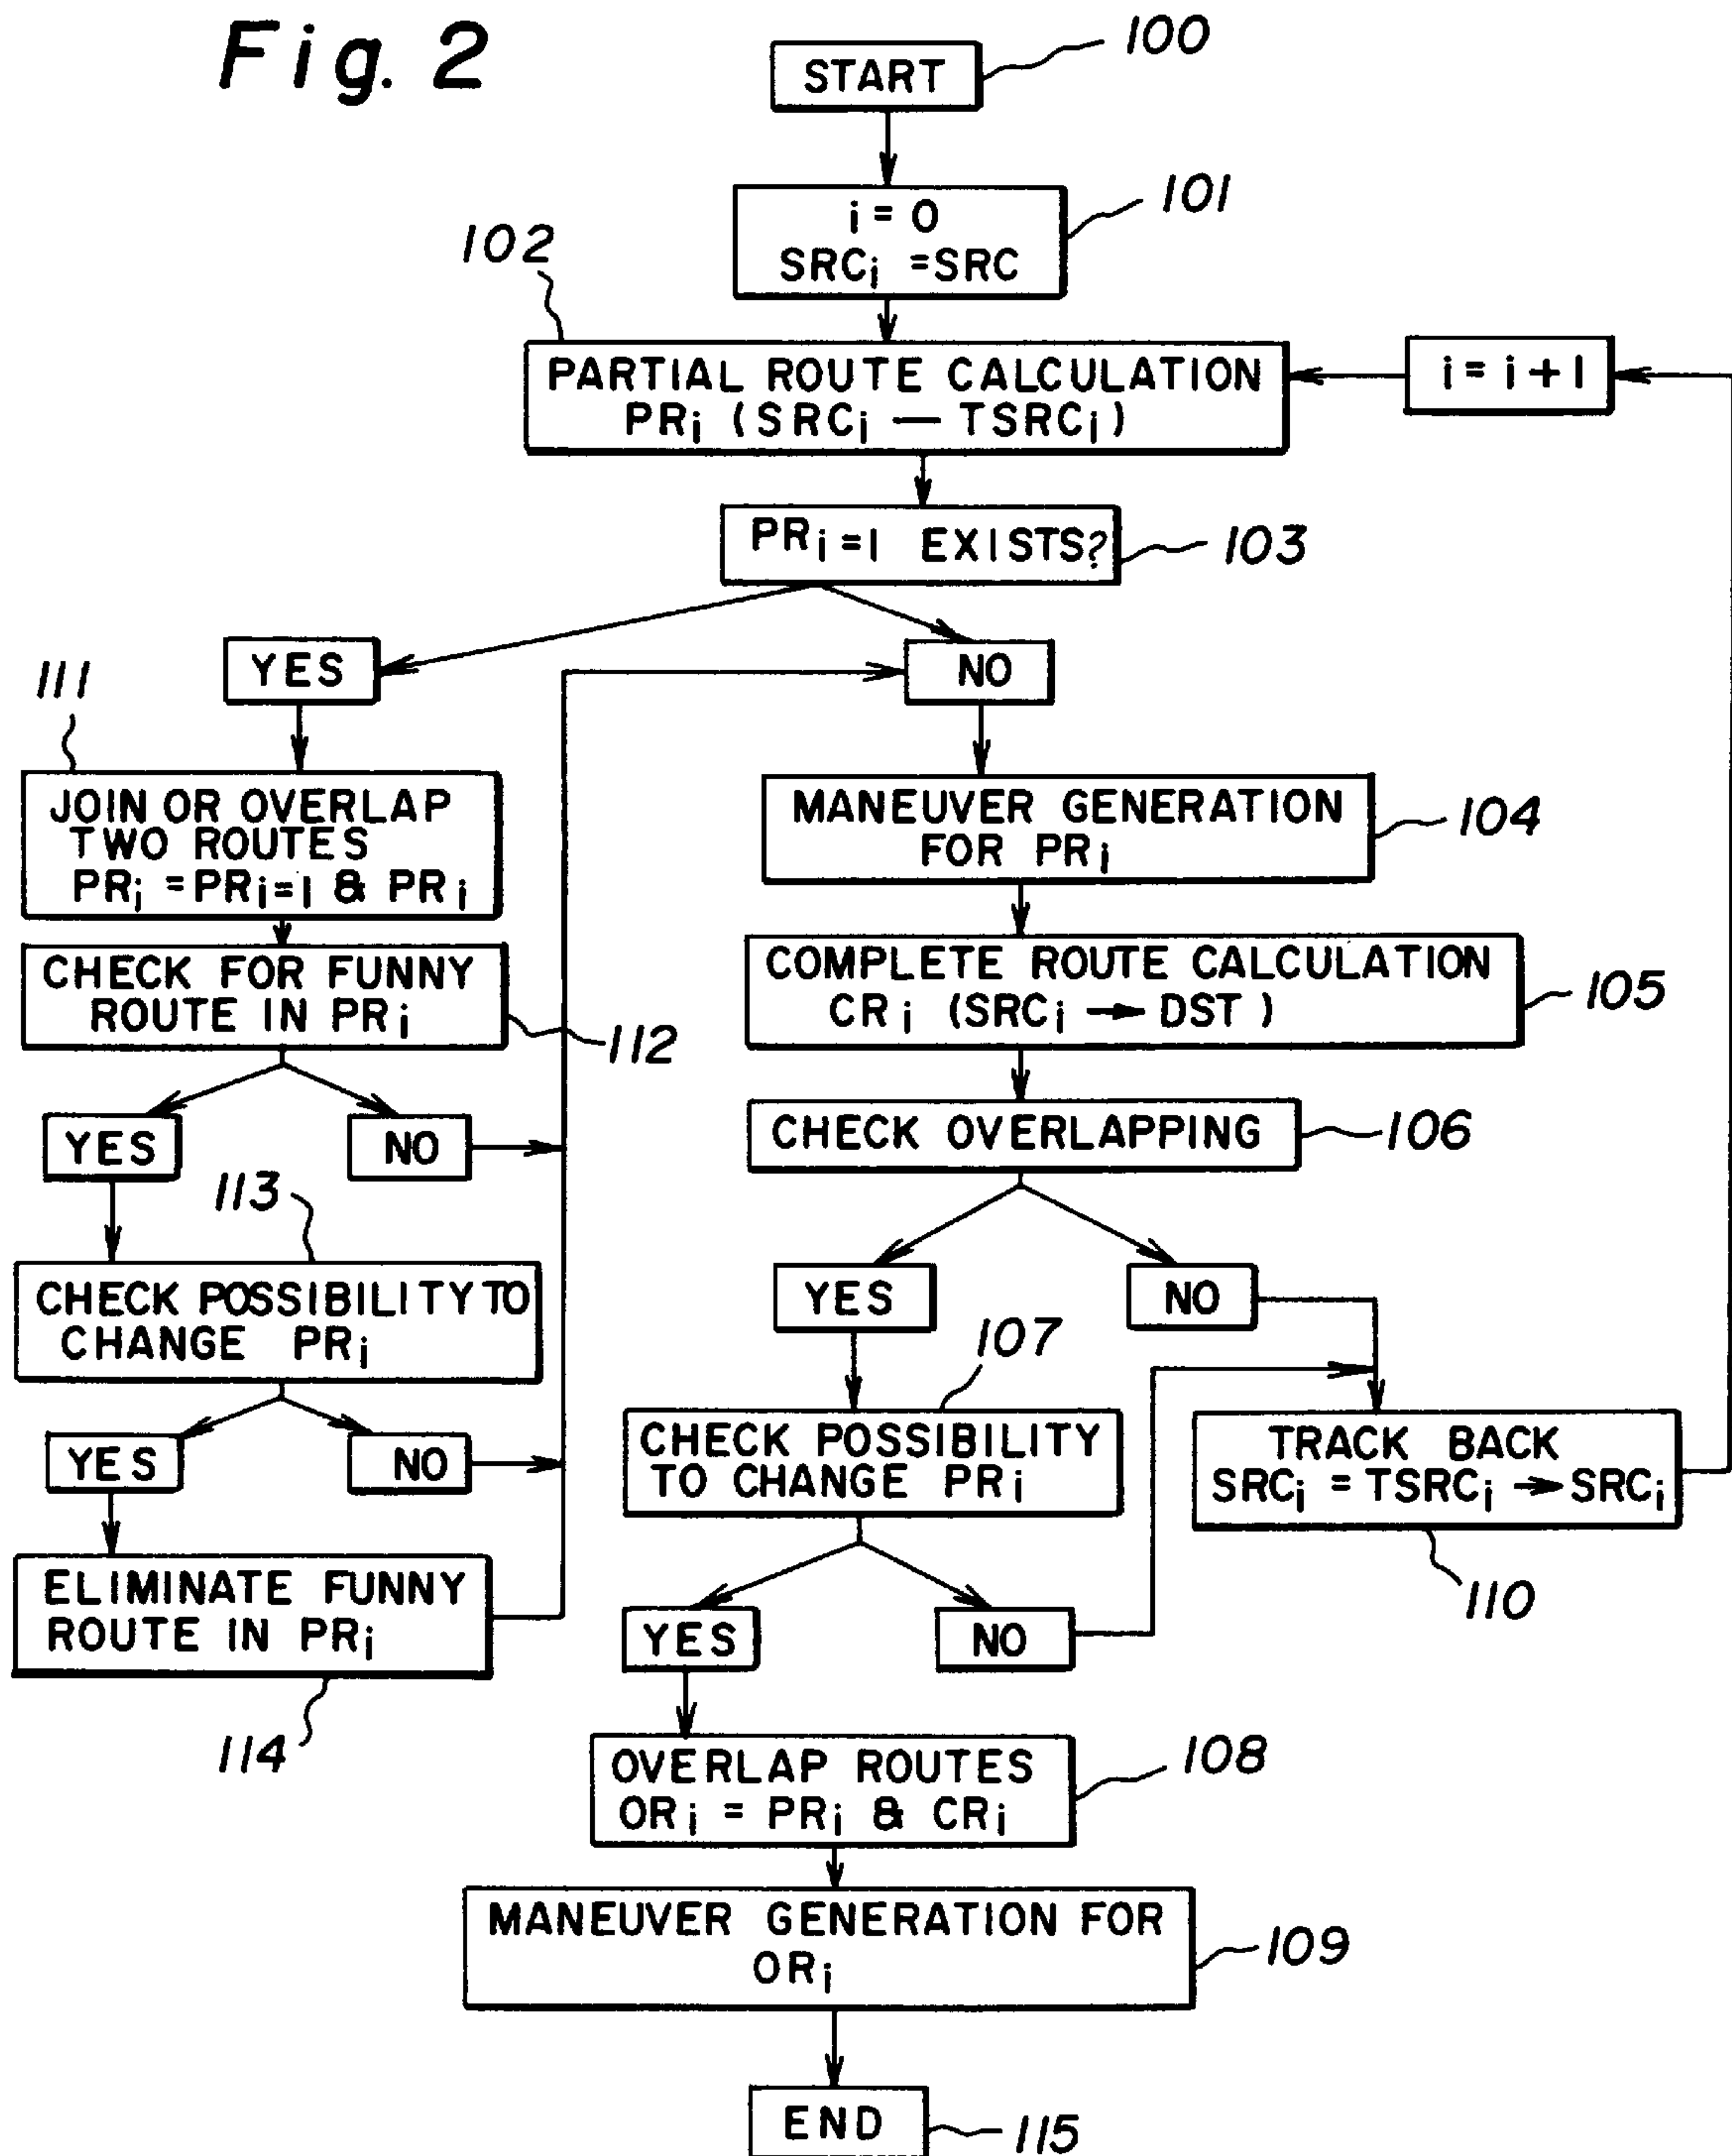 Fig. 2
START
100
i = 0
SRCi = SRC
101
102
PARTIAL ROUTE CALCULATION
PRi (SRCi — TSRCi)
i = i + 1
PRi=1 EXISTS?
103
YES
NO
111
JOIN OR OVERLAP
TWO ROUTES
PRi = PRi=1 & PRi
MANEUVER GENERATION
FOR PRi
104
CHECK FOR FUNNY
ROUTE IN PRi
112
COMPLETE ROUTE CALCULATION
CRi (SRCi → DST)
105
YES
NO
CHECK OVERLAPPING
106
113
CHECK POSSIBILITY TO
CHANGE PRi
YES
NO
107
YES
NO
CHECK POSSIBILITY
TO CHANGE PRi
TRACK BACK
SRCi = TSRCi → SRCi
110
ELIMINATE FUNNY
ROUTE IN PRi
114
YES
NO
OVERLAP ROUTES
ORi = PRi & CRi
108
MANEUVER GENERATION FOR
ORi
109
END
115